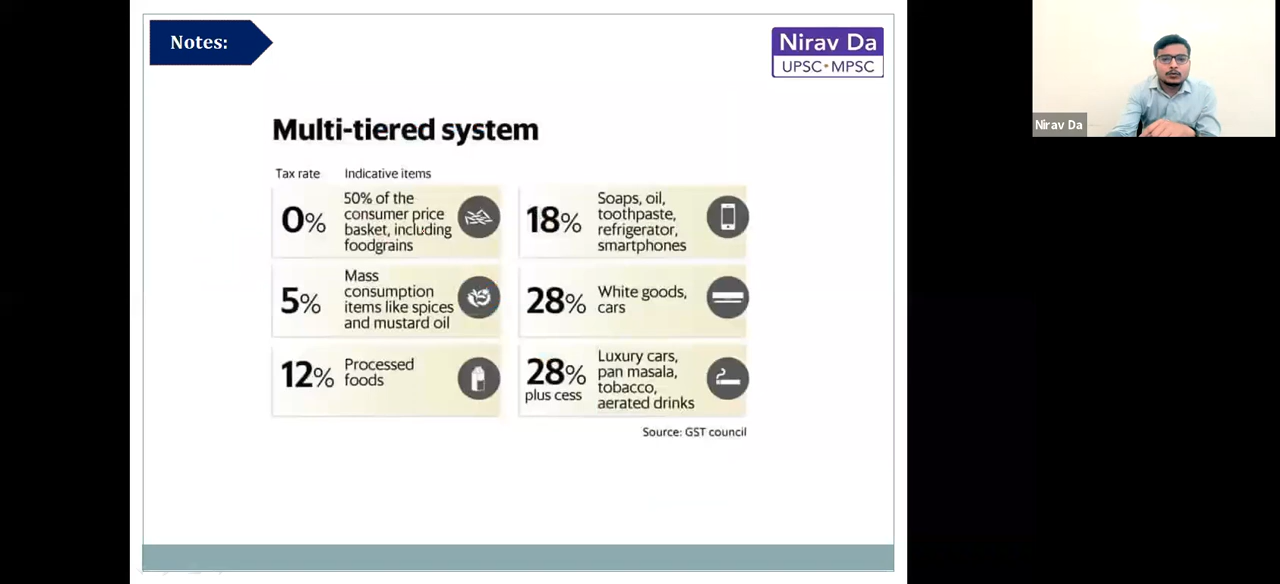 Notes:
Nirav Da
UPSC • MPSC
Multi-tiered system
Tax rate Indicative items
0%
50% of the
consumer price
basket, including
foodgrains
5%
Mass
consumption
items like spices
and mustard oil
12%
Processed
foods
18%
Soaps, oil,
toothpaste,
refrigerator,
smartphones
28%
White goods,
cars
28%
plus cess
Luxury cars,
pan masala,
tobacco,
aerated drinks
Source: GST council
Nirav Da